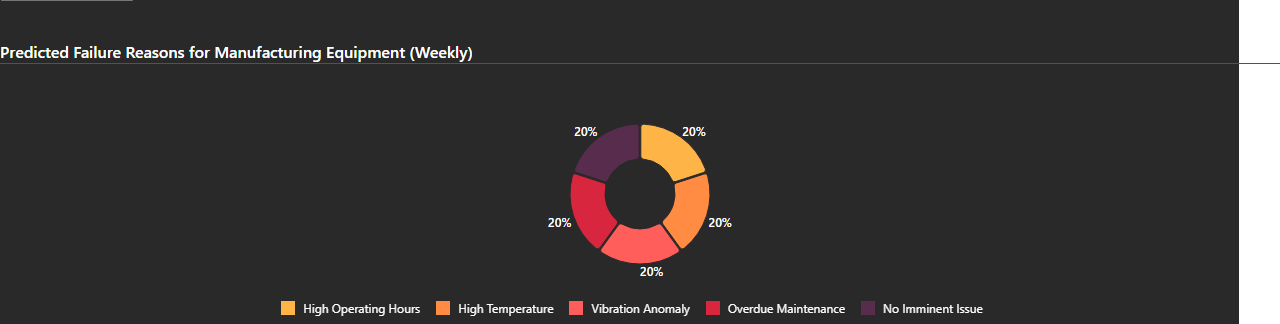 Predicted Failure Reasons for Manufacturing Equipment (Weekly)
20% 20%
20% 20%
20%
High Operating Hours High Temperature Vibration Anomaly Overdue Maintenance No Imminent Issue